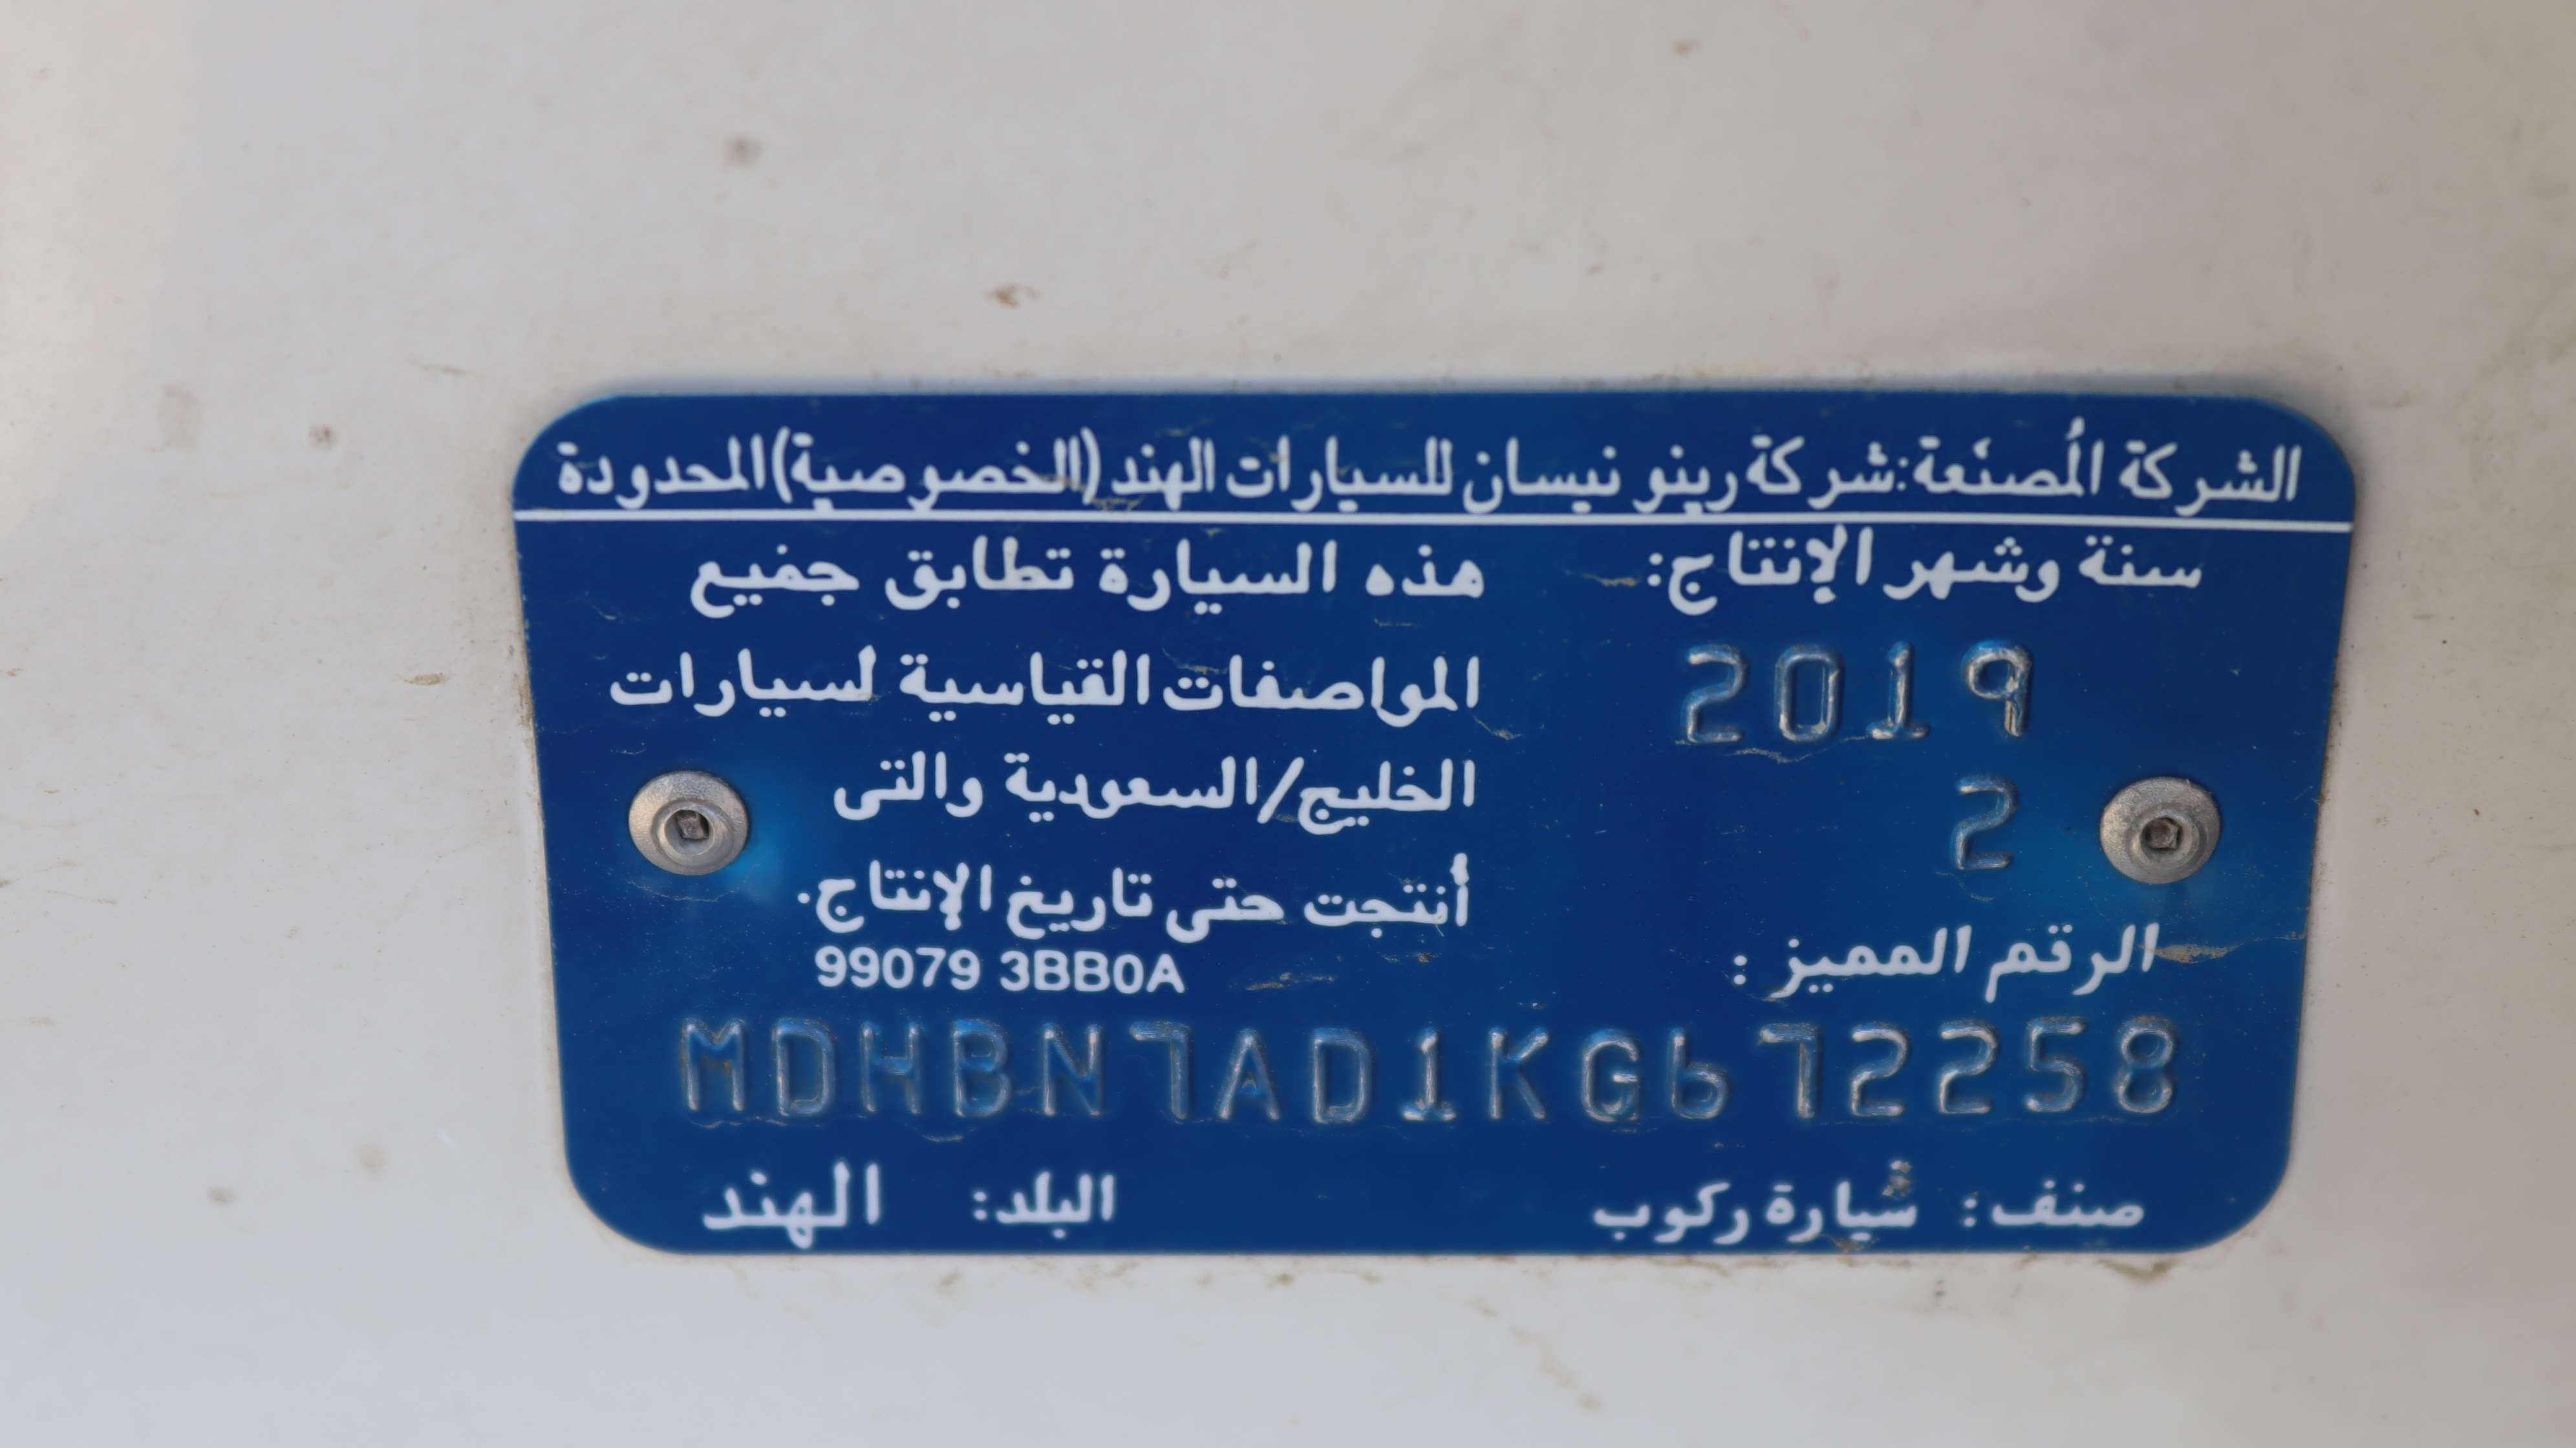 الشركة المُصنَعة:شركة رينو نيسان للسيارات الهند (الخصوصية) المحدودة
سنة وشهر الإنتاج:
2019
2
هذه السيارة تطابق جميع
المواصفات القياسية لسيارات
الخليج/السعودية والتى
أنتجت حتى تاريخ الإنتاج.
99079 3BB0A
الرقم المميز :
MDHBN7AD1KG672258
صنف: سيارة ركوب
البلد: الهند